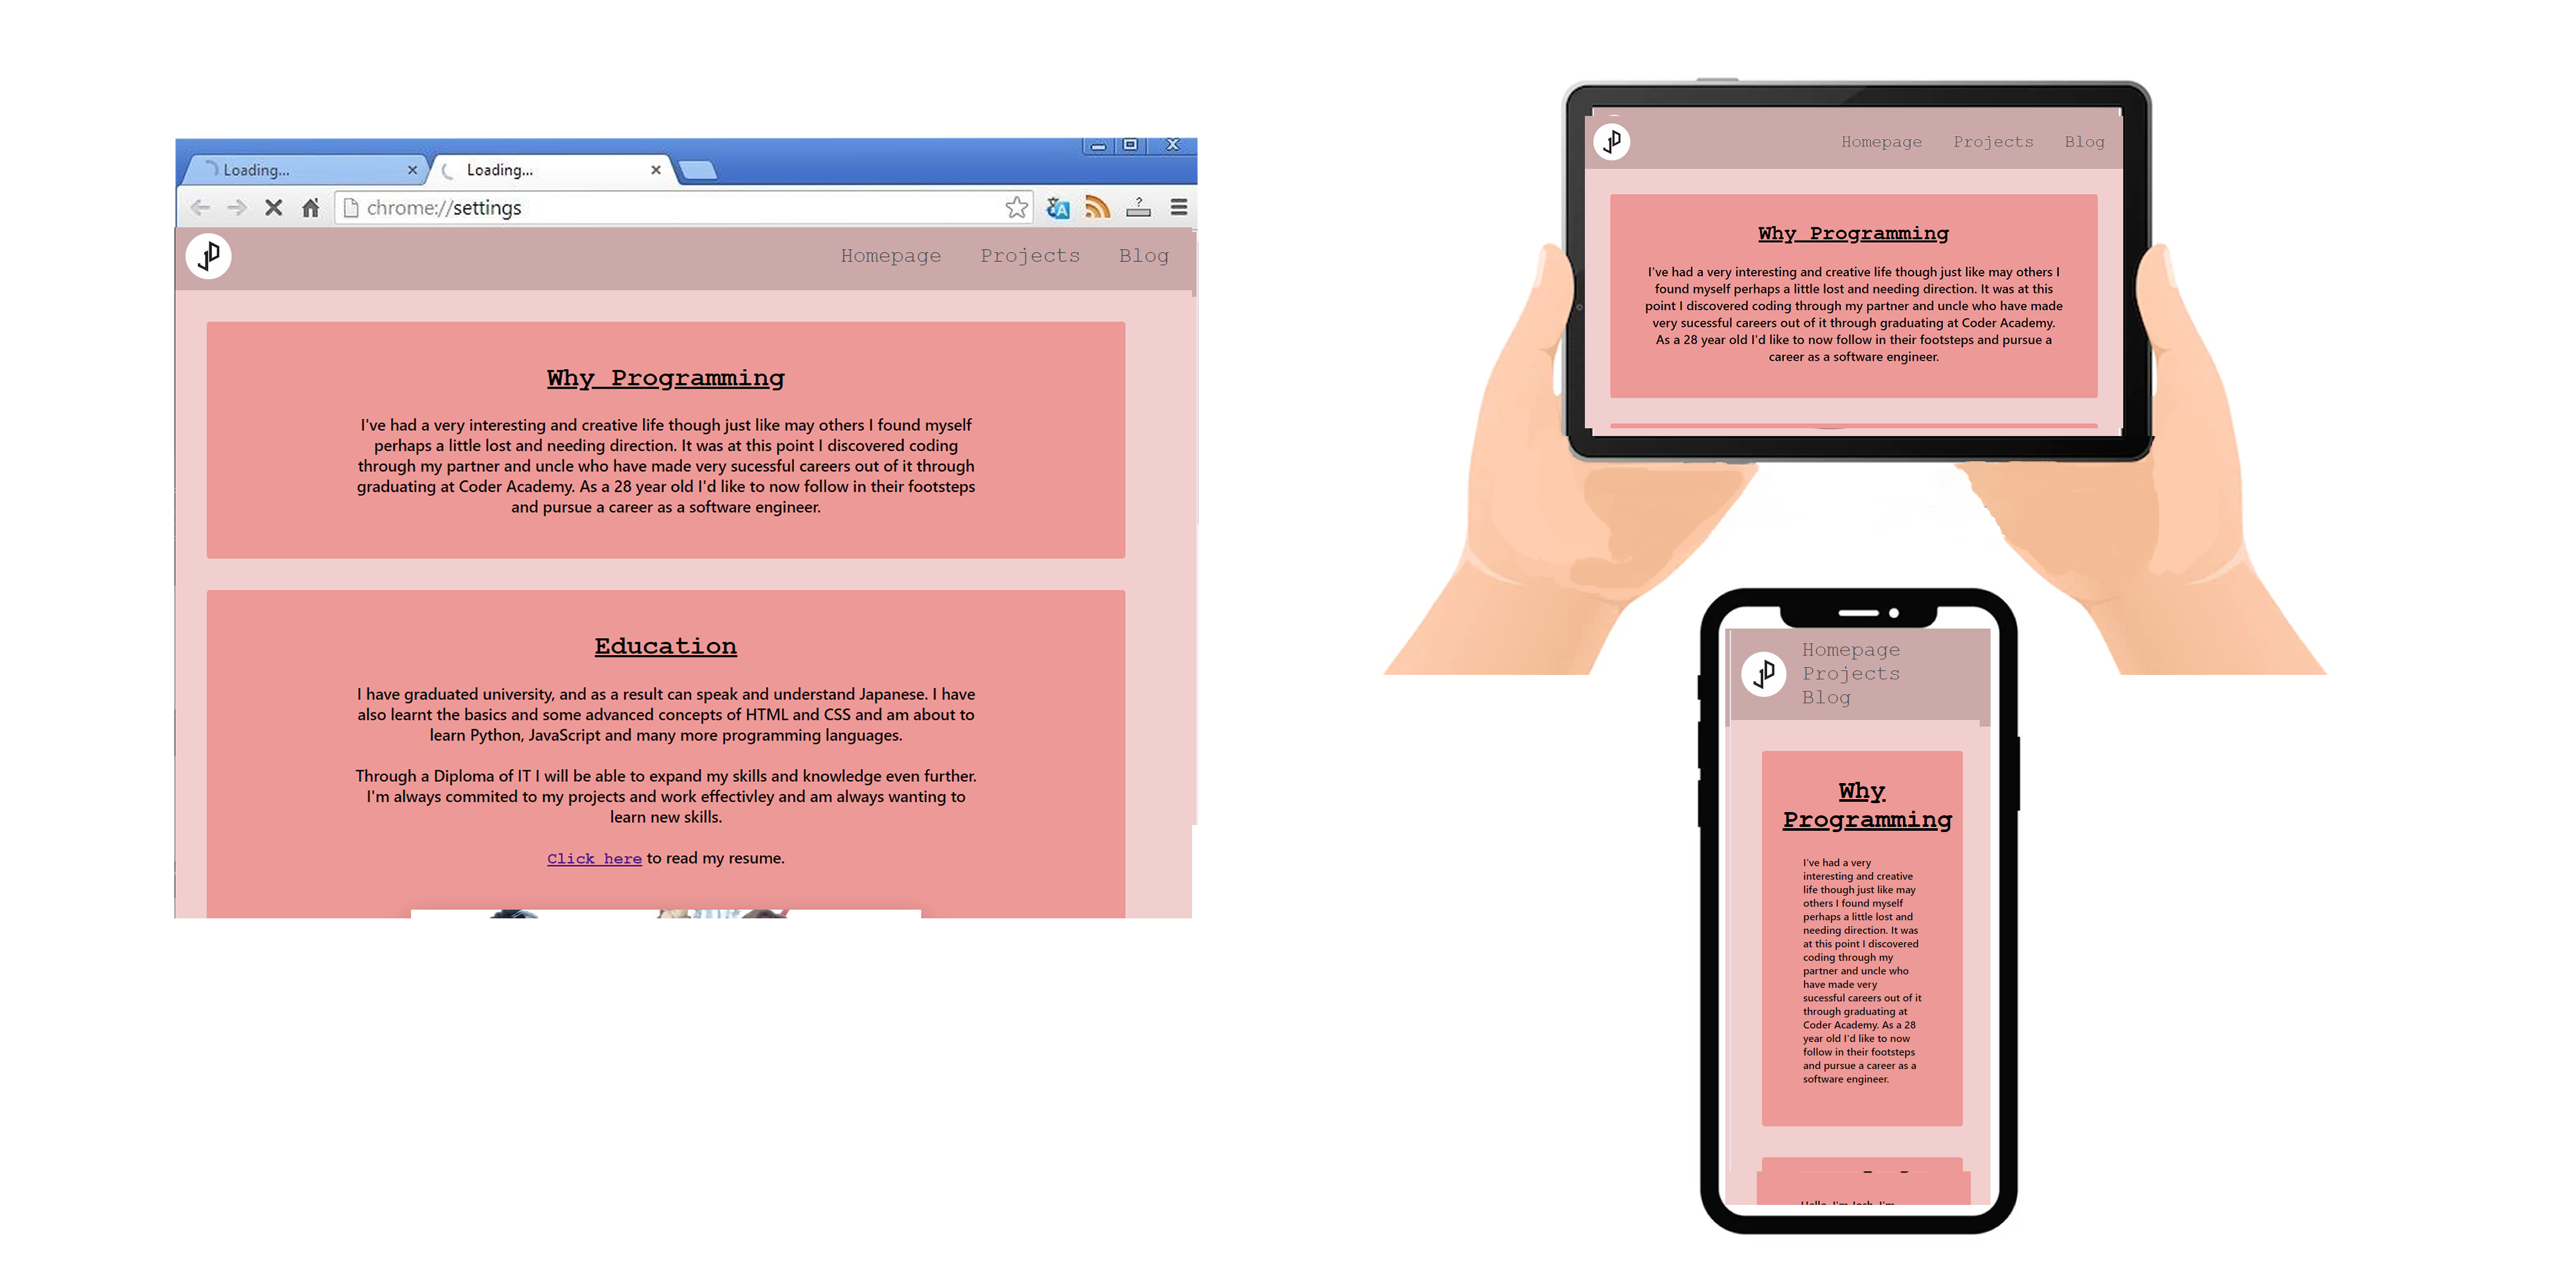 Loading...
Loading...
chrome://settings
JD
Homepage Projects Blog
Why Programming
I've had a very interesting and creative life though just like may others I found myself
perhaps a little lost and needing direction. It was at this point I discovered coding
through my partner and uncle who have made very sucessful careers out of it through
graduating at Coder Academy. As a 28 year old I'd like to now follow in their footsteps
and pursue a career as a software engineer.
Education
I have graduated university, and as a result can speak and understand Japanese. I have
also learnt the basics and some advanced concepts of HTML and CSS and am about to
learn Python, JavaScript and many more programming languages.
Through a Diploma of IT I will be able to expand my skills and knowledge even further.
I'm always commited to my projects and work effectivley and am always wanting to
learn new skills.
Click here to read my resume.
JD
Homepage Projects Blog
Why Programming
I've had a very interesting and creative life though just like may others I
found myself perhaps a little lost and needing direction. It was at this
point I discovered coding through my partner and uncle who have made
very sucessful careers out of it through graduating at Coder Academy.
As a 28 year old I'd like to now follow in their footsteps and pursue a
career as a software engineer.
JD
Homepage
Projects
Blog
Why
Programming
I've had a very
interesting and creative
life though just like may
others I found myself
perhaps a little lost and
needing direction. It was
at this point I discovered
coding through my
partner and uncle who
have made very
sucessful careers out of it
through graduating at
Coder Academy. As a 28
year old I'd like to now
follow in their footsteps
and pursue a career as a
software engineer.